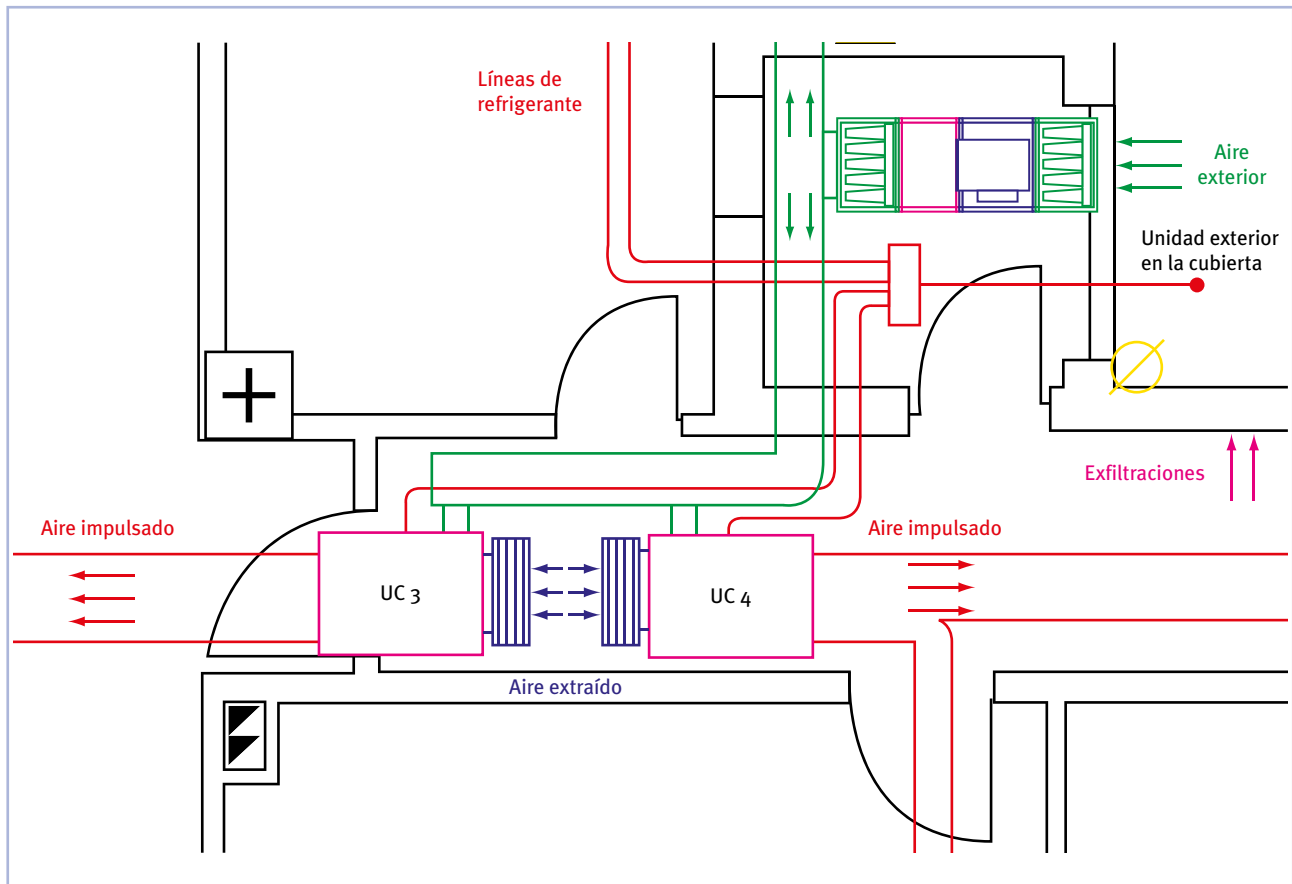 Líneas de
refrigerante
Aire
exterior
Unidad exterior
en la cubierta
Exfiltraciones
Aire impulsado
Aire impulsado
UC 3
UC 4
Aire extraído